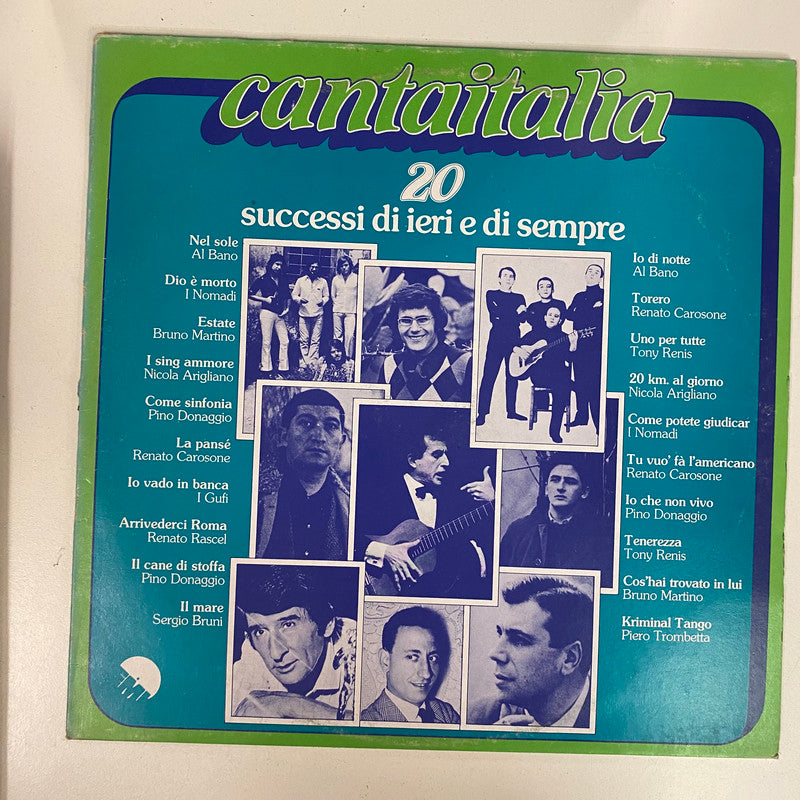 cantaitalia
20
successi di ieri e di sempre
Nel sole
Al Bano
Dio è morto
I Nomadi
Estate
Bruno Martino
I sing ammore
Nicola Arigliano
Come sinfonia
Pino Donaggio
La pansé
Renato Carosone
Io vado in banca
I Gufi
Arrivederci Roma
Renato Rascel
Il cane di stoffa
Pino Donaggio
Il mare
Sergio Bruni
Io di notte
Al Bano
Torero
Renato Carosone
Uno per tutte
Tony Renis
20 km. al giorno
Nicola Arigliano
Come potete giudicar
I Nomadi
Tu vuo' fà l'americano
Renato Carosone
Io che non vivo
Pino Donaggio
Tenerezza
Tony Renis
Cos'hai trovato in lui
Bruno Martino
Kriminal Tango
Piero Trombetta